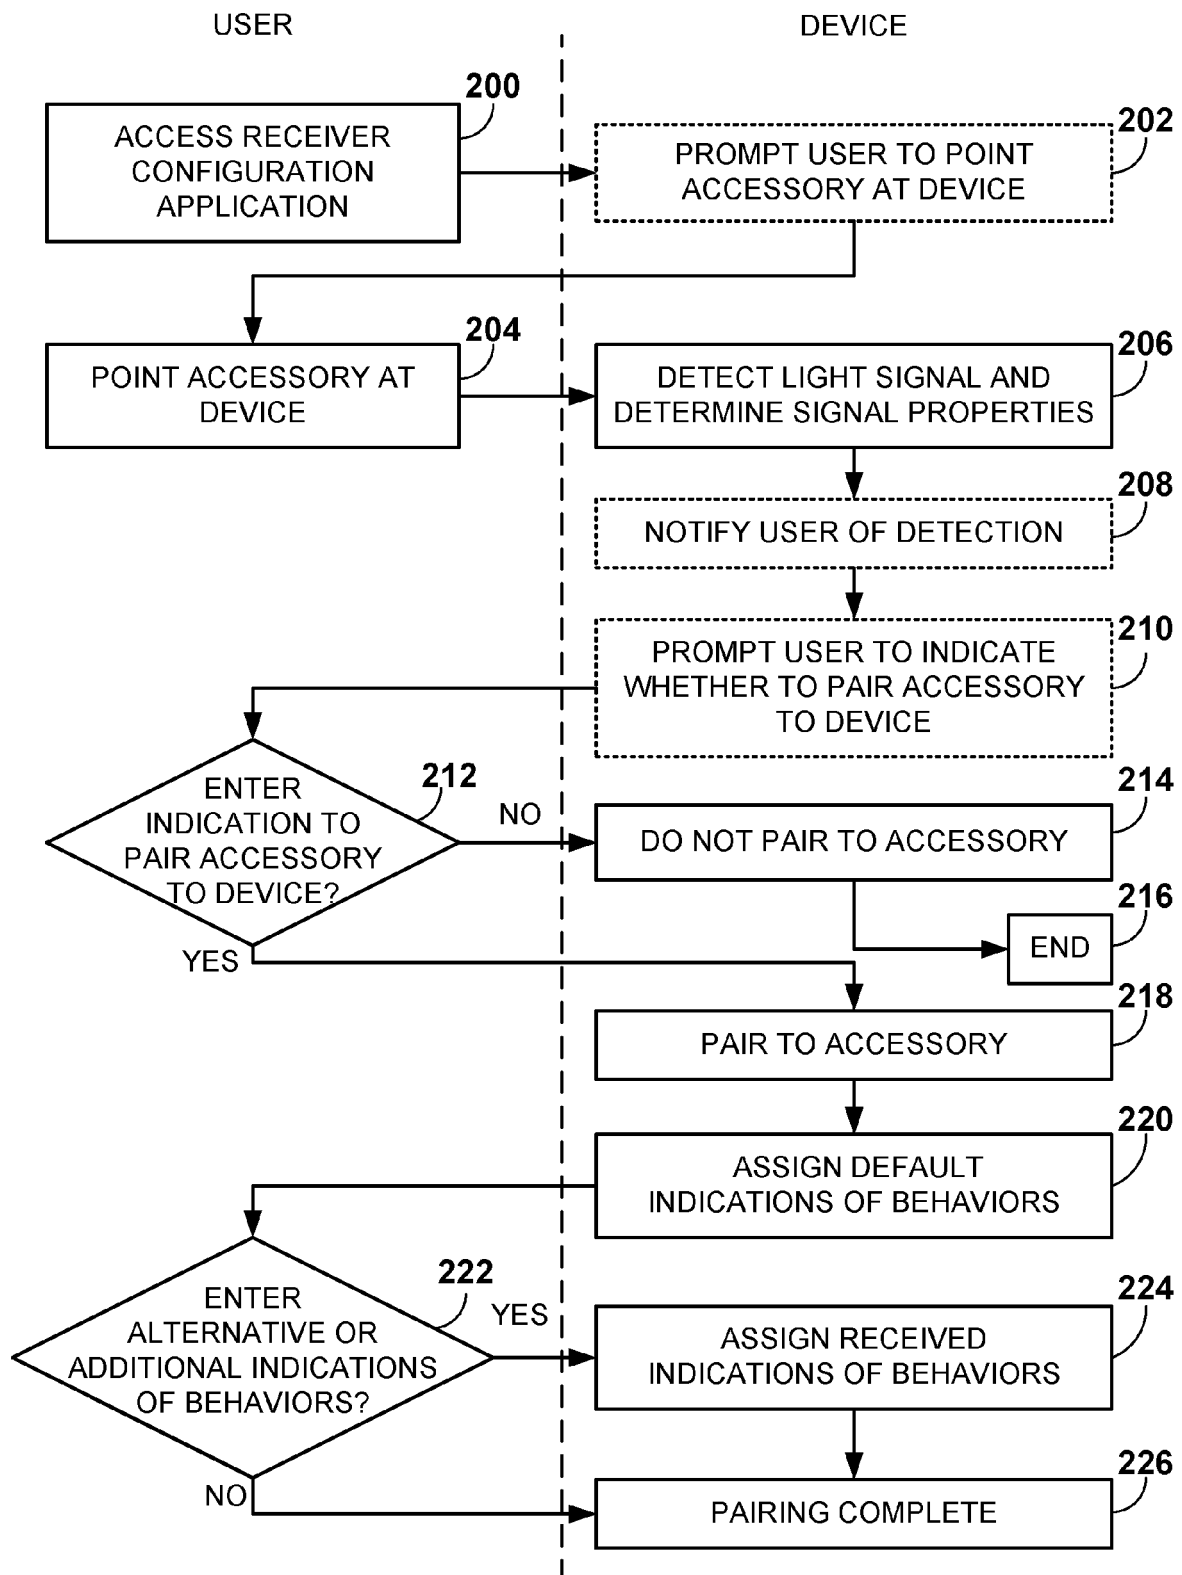 USER
DEVICE
200
ACCESS RECEIVER
CONFIGURATION
APPLICATION
202
PROMPT USER TO POINT
ACCESSORY AT DEVICE
204
POINT ACCESSORY AT
DEVICE
206
DETECT LIGHT SIGNAL AND
DETERMINE SIGNAL PROPERTIES
208
NOTIFY USER OF DETECTION
210
PROMPT USER TO INDICATE
WHETHER TO PAIR ACCESSORY
TO DEVICE
212
ENTER
INDICATION TO
PAIR ACCESSORY
TO DEVICE?
NO
YES
214
DO NOT PAIR TO ACCESSORY
216
END
218
PAIR TO ACCESSORY
220
ASSIGN DEFAULT
INDICATIONS OF BEHAVIORS
222
ENTER
ALTERNATIVE OR
ADDITIONAL INDICATIONS
OF BEHAVIORS?
YES
NO
224
ASSIGN RECEIVED
INDICATIONS OF BEHAVIORS
226
PAIRING COMPLETE